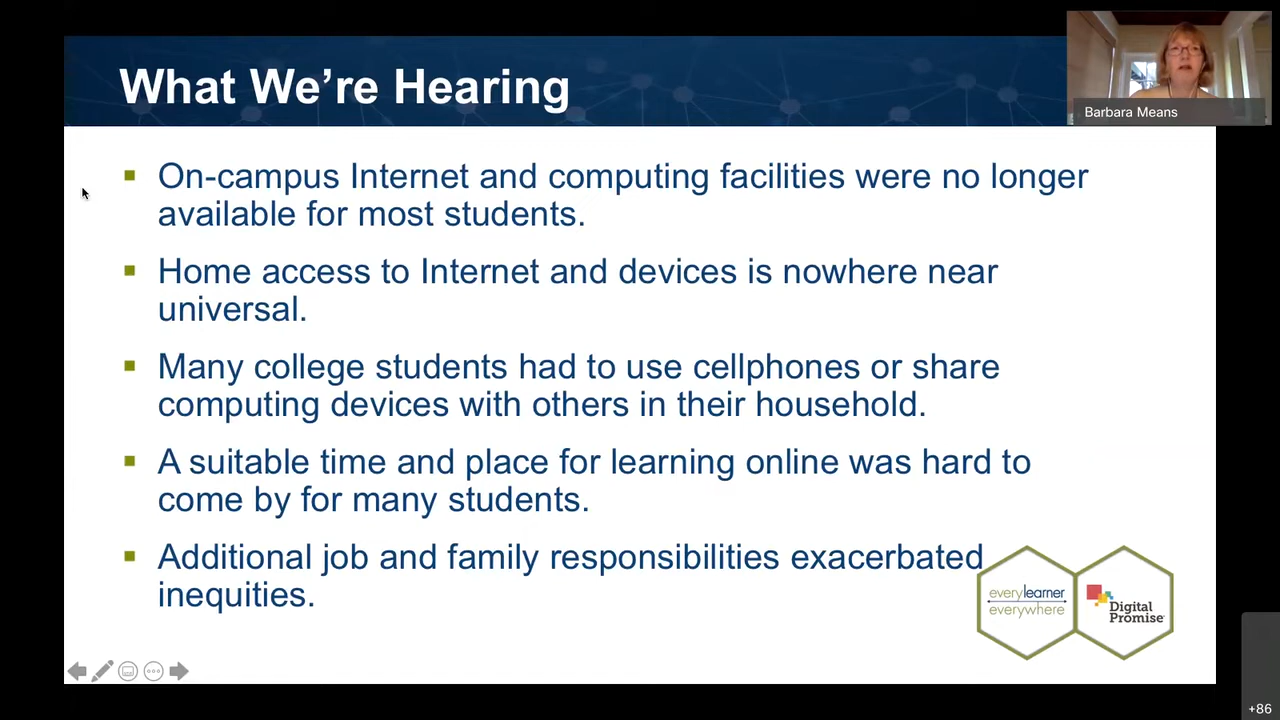 What We’re Hearing
Barbara Means
▪ On-campus Internet and computing facilities were no longer
available for most students.
▪ Home access to Internet and devices is nowhere near
universal.
▪ Many college students had to use cellphones or share
computing devices with others in their household.
▪ A suitable time and place for learning online was hard to
come by for many students.
▪ Additional job and family responsibilities exacerbated
inequities.
everylearner
everywhere
Digital
Promise
+86